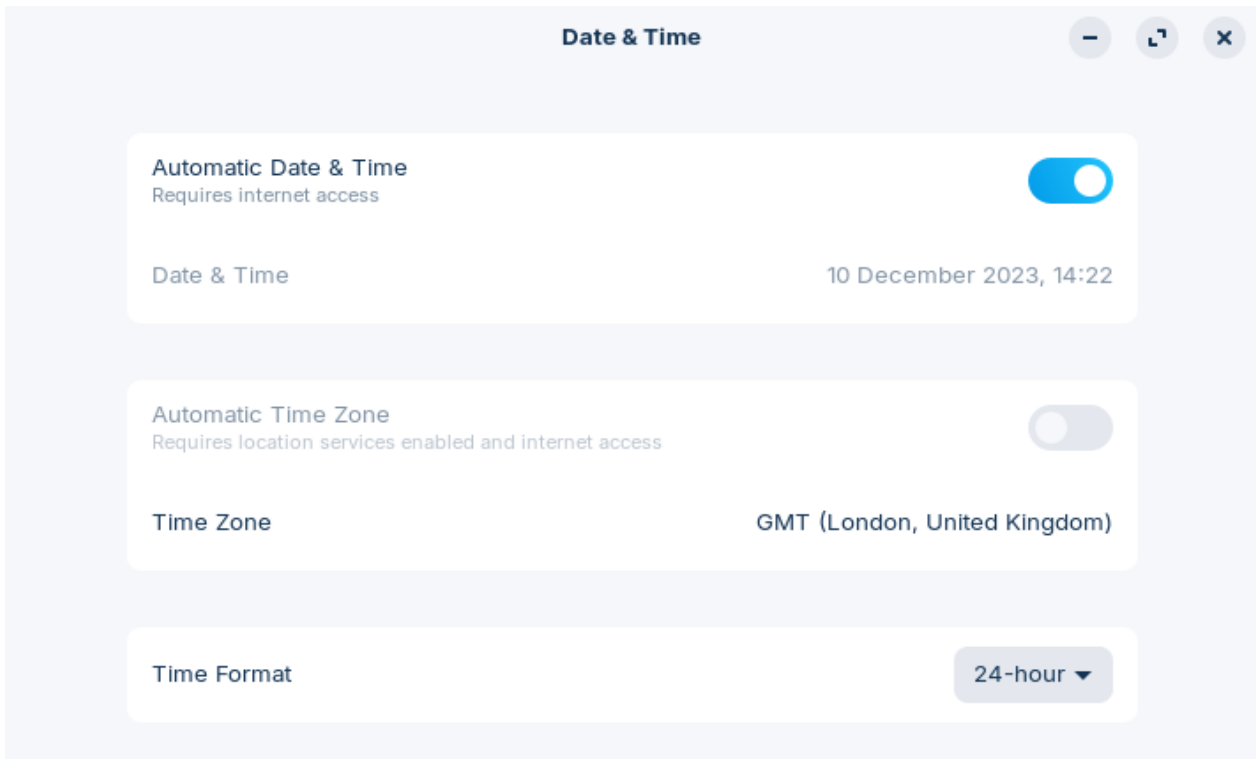 Date & Time
Automatic Date & Time
Requires internet access
Date & Time
10 December 2023, 14:22
Automatic Time Zone
Requires location services enabled and internet access
Time Zone
GMT (London, United Kingdom)
Time Format
24-hour